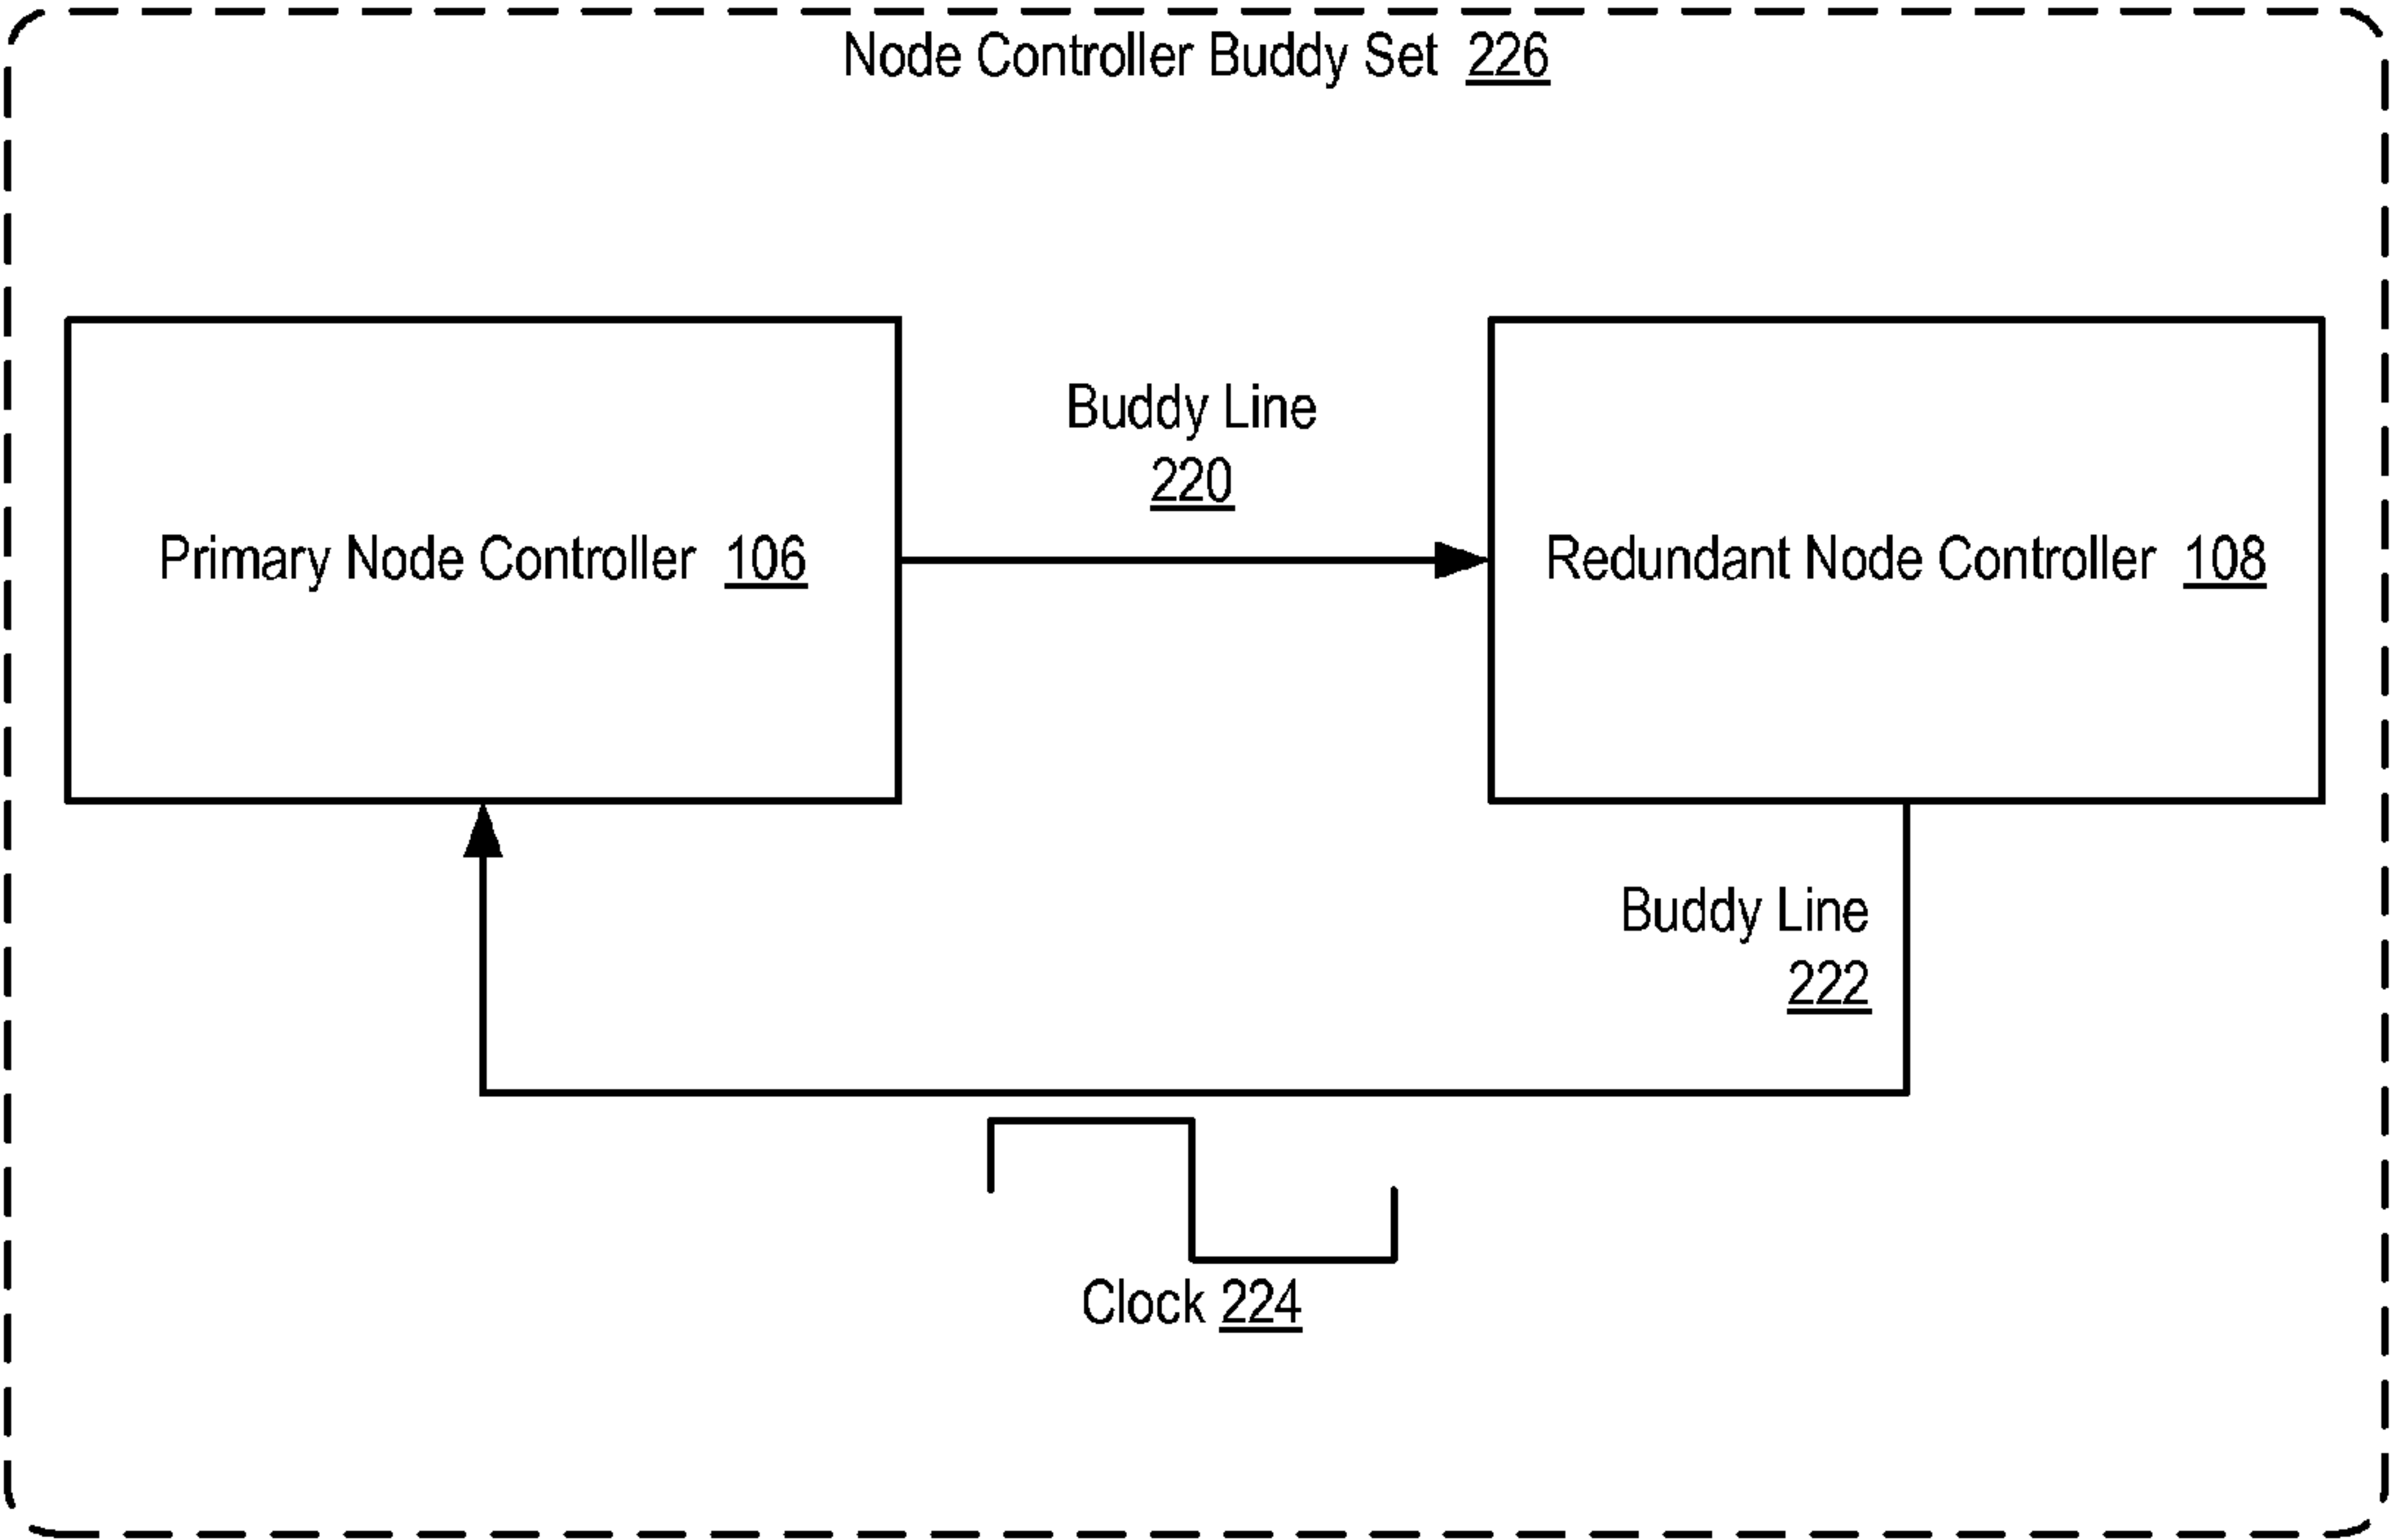 Node Controller Buddy Set 226
Buddy Line
220
Primary Node Controller 106
Redundant Node Controller 108
Buddy Line
222
Clock 224